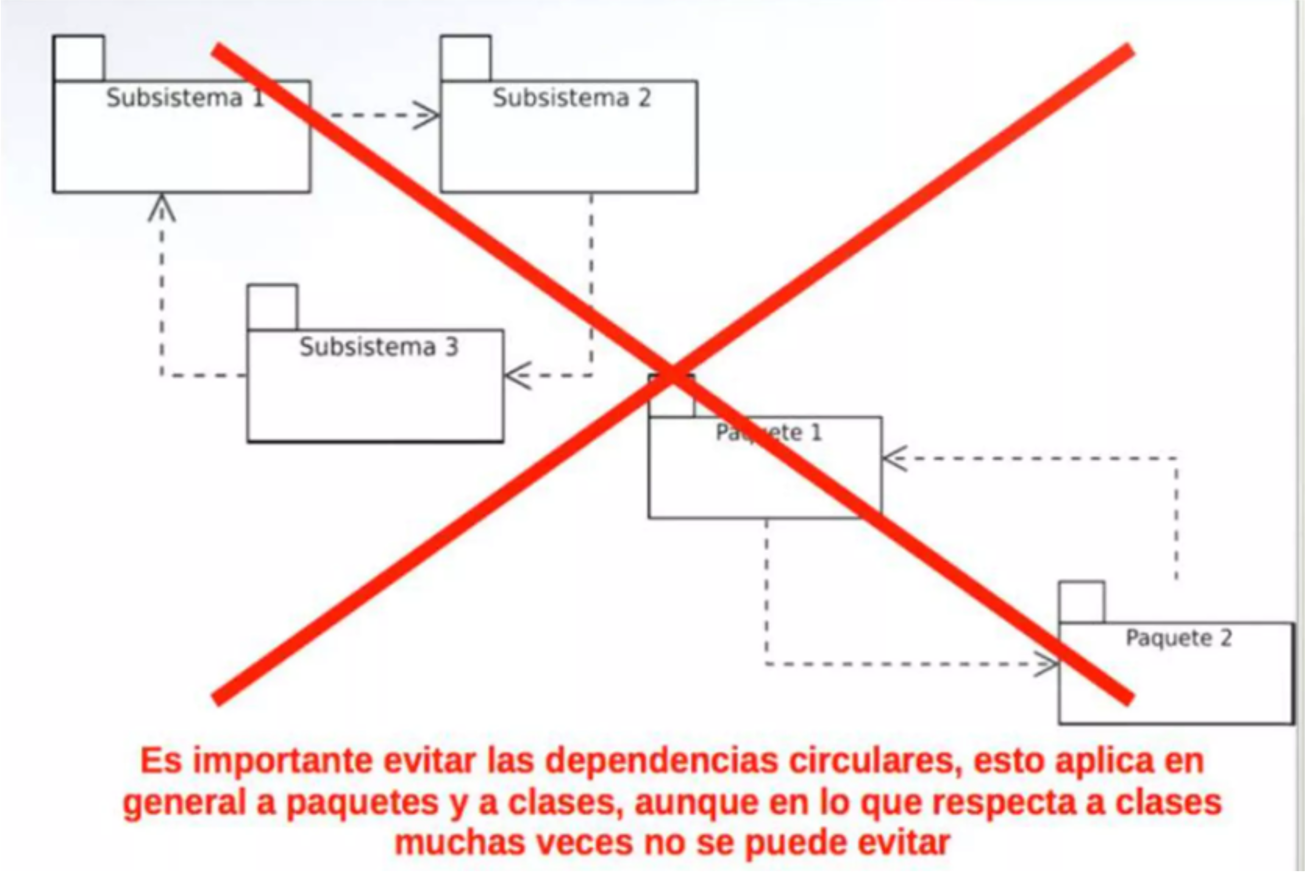 Subsistema 1
Subsistema 2
Subsistema 3
Paquete 1
Paquete 2
Es importante evitar las dependencias circulares, esto aplica en
general a paquetes y a clases, aunque en lo que respecta a clases
muchas veces no se puede evitar